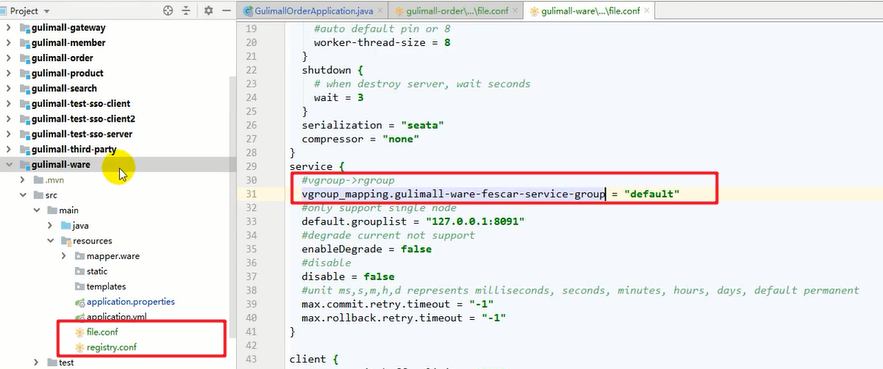 Project
gulimall-gateway
gulimall-member
gulimall-order
gulimall-product
gulimall-search
gulimall-test-sso-client
gulimall-test-sso-client2
gulimall-test-sso-server
gulimall-third-party
gulimall-ware
.mvn
src
main
java
resources
mapper.ware
static
templates
application.properties
application.yml
file.conf
registry.conf
test
GulimallOrderApplication.java
gulimall-order\...\file.conf
gulimall-ware\...\file.conf
19 #auto default pin or 8
20 worker-thread-size = 8
21 }
22 shutdown {
23 # when destroy server, wait seconds
24 wait = 3
25 }
26 serialization = "seata"
27 compressor = "none"
28 }
29 service {
30 #vgroup->rgroup
31 vgroup_mapping.gulimall-ware-fescar-service-group = "default"
32 #only support single node
33 default.grouplist = "127.0.0.1:8091"
34 #degrade current not support
35 enableDegrade = false
36 #disable
37 disable = false
38 #unit ms,s,m,h,d represents milliseconds, seconds, minutes, hours, days, default permanent
39 max.commit.retry.timeout = "-1"
40 max.rollback.retry.timeout = "-1"
41 }
42
43 client {